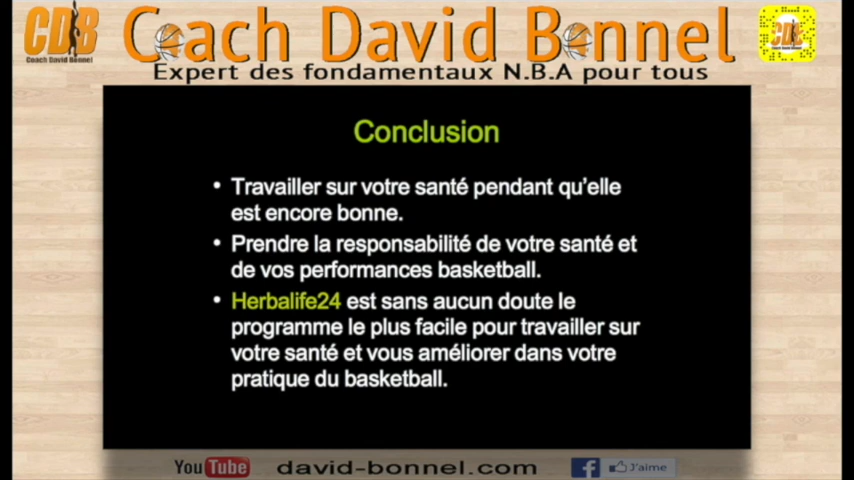 CDB
Coach David Bonnel
Coach David Bonnel
Expert des fondamentaux N.B.A pour tous
Conclusion
• Travailler sur votre santé pendant qu'elle
est encore bonne.
• Prendre la responsabilité de votre santé et
de vos performances basketball.
• Herbalife24 est sans aucun doute le
programme le plus facile pour travailler sur
votre santé et vous améliorer dans votre
pratique du basketball.
YouTube david-bonnel.com f J'aime